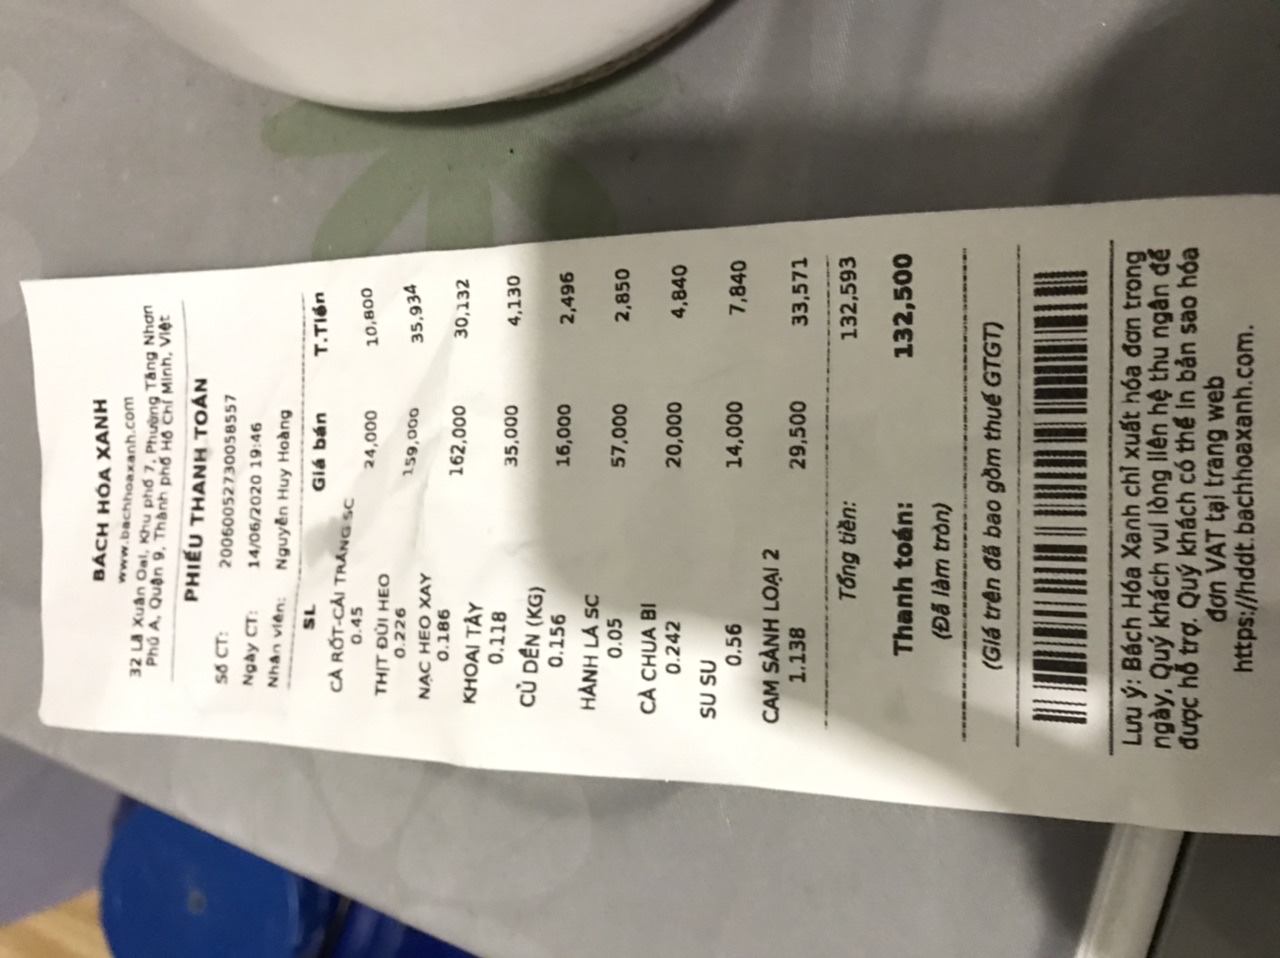 BÁCH HÓA XANH
www.bachhoaxanh.com
32 Lã Xuân Oai, Khu phố 7, Phường Tăng Nhơn
Phú A, Quận 9, Thành phố Hồ Chí Minh, Việt
PHIẾU THANH TOÁN
Số CT: 20060052730058557
Ngày CT: 14/06/2020 19:46
Nhân viên: Nguyễn Huy Hoàng
SL Giá bán T.Tiền
CÀ RỐT-CẢI TRẮNG SC
0.45 24,000 10,800
THỊT ĐÙI HEO
0.226 159,000 35,934
NẠC HEO XAY
0.186 162,000 30,132
KHOAI TÂY
0.118 35,000 4,130
CỦ DỀN (KG)
0.156 16,000 2,496
HÀNH LÁ SC
0.05 57,000 2,850
CÀ CHUA BI
0.242 20,000 4,840
SU SU
0.56 14,000 7,840
CAM SÀNH LOẠI 2
1.138 29,500 33,571
Tổng tiền: 132,593
Thanh toán: 132,500
(Đã làm tròn)
(Giá trên đã bao gồm thuế GTGT)
Lưu ý: Bách Hóa Xanh chỉ xuất hóa đơn trong
ngày, Quý khách vui lòng liên hệ thu ngân để
được hỗ trợ. Quý khách có thể in bản sao hóa
đơn VAT tại trang web
https://hddt.bachhoaxanh.com.